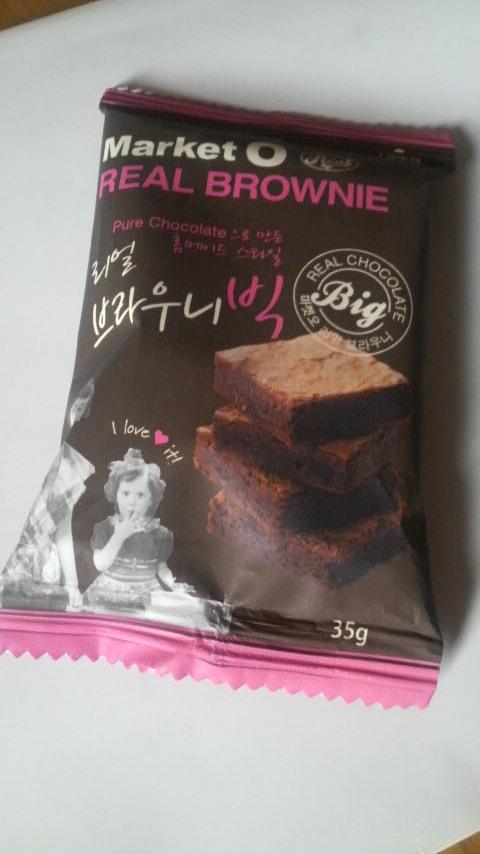 Market O
Real
REAL BROWNIE
Pure Chocolate으로 만든
홈메이드 스타일
리얼
브라우니빅
REAL CHOCOLATE
Big
마켓오 리얼 브라우니
I love
it!
35g